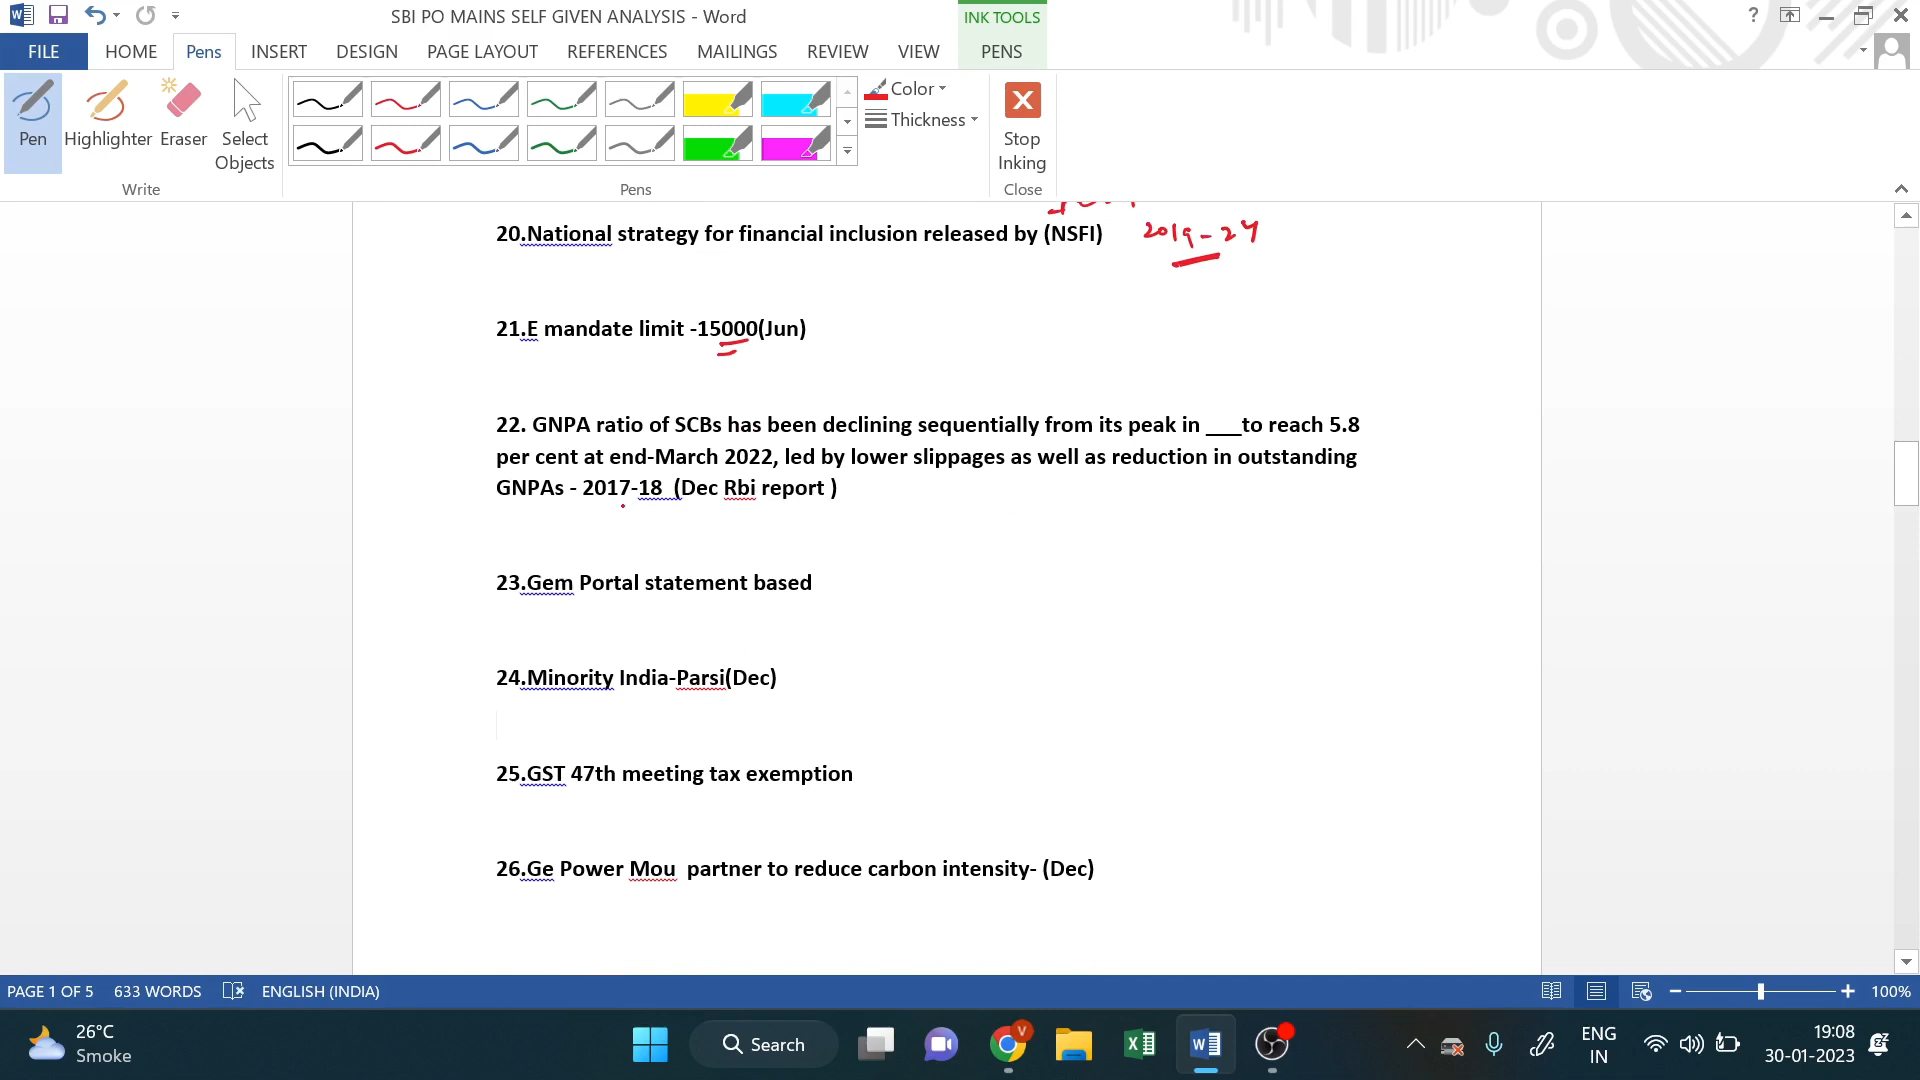 SBI PO MAINS SELF GIVEN ANALYSIS - Word
INK TOOLS
?
FILE HOME Pens INSERT DESIGN PAGE LAYOUT REFERENCES MAILINGS REVIEW VIEW PENS
Pen Highlighter Eraser Select Objects
Color
Thickness
Stop Inking
Write Pens Close
20.National strategy for financial inclusion released by (NSFI) 2019-24
21.E mandate limit -15000(Jun)
22. GNPA ratio of SCBs has been declining sequentially from its peak in ___to reach 5.8
per cent at end-March 2022, led by lower slippages as well as reduction in outstanding
GNPAs - 2017-18 (Dec Rbi report )
23.Gem Portal statement based
24.Minority India-Parsi(Dec)
25.GST 47th meeting tax exemption
26.Ge Power Mou partner to reduce carbon intensity- (Dec)
PAGE 1 OF 5 633 WORDS ENGLISH (INDIA) 100%
26°C
Smoke
Search
V
ENG
IN
19:08
30-01-2023